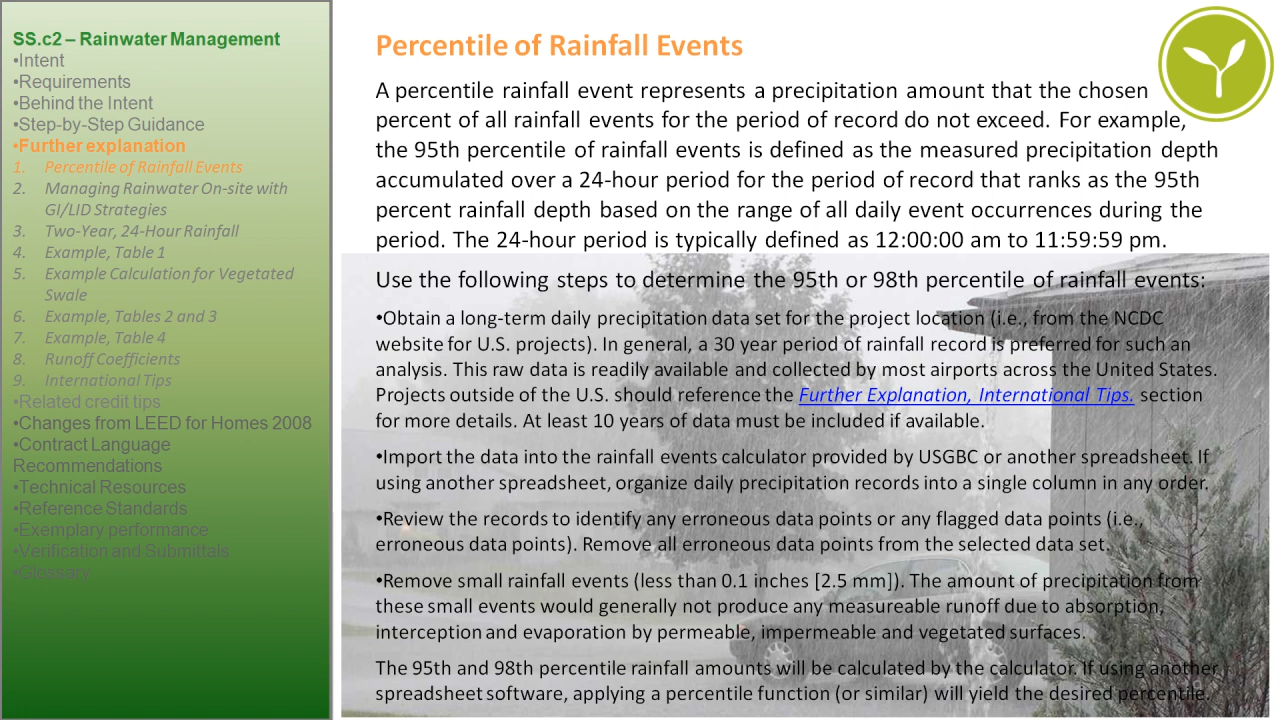 SS.c2 – Rainwater Management
•Intent
•Requirements
•Behind the Intent
•Step-by-Step Guidance
•Further explanation
1. Percentile of Rainfall Events
2. Managing Rainwater On-site with
GI/LID Strategies
3. Two-Year, 24-Hour Rainfall
4. Example, Table 1
5. Example Calculation for Vegetated
Swale
6. Example, Tables 2 and 3
7. Example, Table 4
8. Runoff Coefficients
9. International Tips
•Related credit tips
•Changes from LEED for Homes 2008
•Contract Language
Recommendations
•Technical Resources
•Reference Standards
•Exemplary performance
•Verification and Submittals
•Glossary
Percentile of Rainfall Events
A percentile rainfall event represents a precipitation amount that the chosen
percent of all rainfall events for the period of record do not exceed. For example,
the 95th percentile of rainfall events is defined as the measured precipitation depth
accumulated over a 24-hour period for the period of record that ranks as the 95th
percent rainfall depth based on the range of all daily event occurrences during the
period. The 24-hour period is typically defined as 12:00:00 am to 11:59:59 pm.
Use the following steps to determine the 95th or 98th percentile of rainfall events:
•Obtain a long-term daily precipitation data set for the project location (i.e., from the NCDC
website for U.S. projects). In general, a 30 year period of rainfall record is preferred for such an
analysis. This raw data is readily available and collected by most airports across the United States.
Projects outside of the U.S. should reference the Further Explanation, International Tips. section
for more details. At least 10 years of data must be included if available.
•Import the data into the rainfall events calculator provided by USGBC or another spreadsheet. If
using another spreadsheet, organize daily precipitation records into a single column in any order.
•Review the records to identify any erroneous data points or any flagged data points (i.e.,
erroneous data points). Remove all erroneous data points from the selected data set.
•Remove small rainfall events (less than 0.1 inches [2.5 mm]). The amount of precipitation from
these small events would generally not produce any measureable runoff due to absorption,
interception and evaporation by permeable, impermeable and vegetated surfaces.
The 95th and 98th percentile rainfall amounts will be calculated by the calculator. If using another
spreadsheet software, applying a percentile function (or similar) will yield the desired percentile.